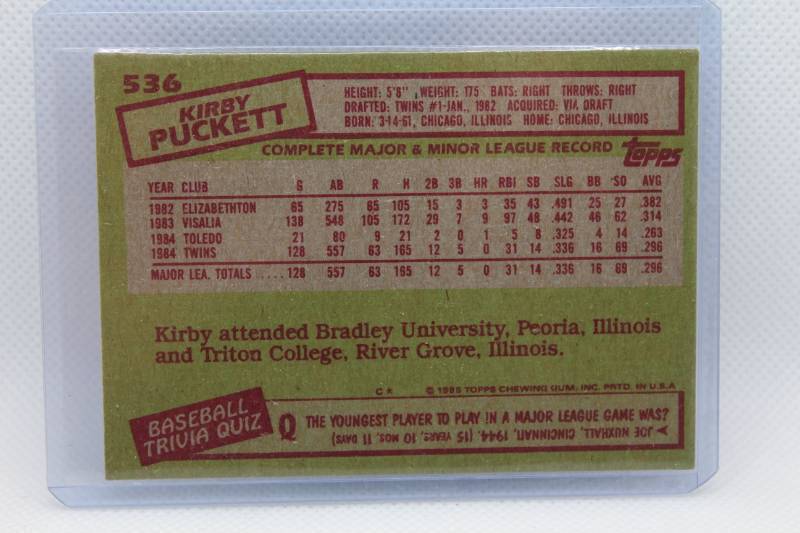 536
KIRBY
PUCKETT
HEIGHT: 5'8" WEIGHT: 175 BATS: RIGHT THROWS: RIGHT
DRAFTED: TWINS #1-JAN., 1982 ACQUIRED: VIA DRAFT
BORN: 3-14-61, CHICAGO, ILLINOIS HOME: CHICAGO, ILLINOIS
COMPLETE MAJOR & MINOR LEAGUE RECORD topps
YEAR CLUB G AB R H 2B 3B HR RBI SB SLG BB SO AVG
1982 ELIZABETHTON 65 275 65 105 15 3 3 35 43 .491 25 27 .382
1983 VISALIA 138 548 105 172 29 7 9 97 48 .442 46 62 .314
1984 TOLEDO 21 80 9 21 2 0 1 5 8 .325 4 14 .263
1984 TWINS 128 557 63 165 12 5 0 31 14 .336 16 69 .296
MAJOR LEA. TOTALS .... 128 557 63 165 12 5 0 31 14 .336 16 69 .296
Kirby attended Bradley University, Peoria, Illinois
and Triton College, River Grove, Illinois.
C* © 1985 TOPPS CHEWING GUM, INC. PRTD. IN U.S.A
BASEBALL
TRIVIA QUIZ
Q THE YOUNGEST PLAYER TO PLAY IN A MAJOR LEAGUE GAME WAS?
A JOE NUXHALL, CINCINNATI, 1944. (15 YEARS, 10 MOS, 11 DAYS)